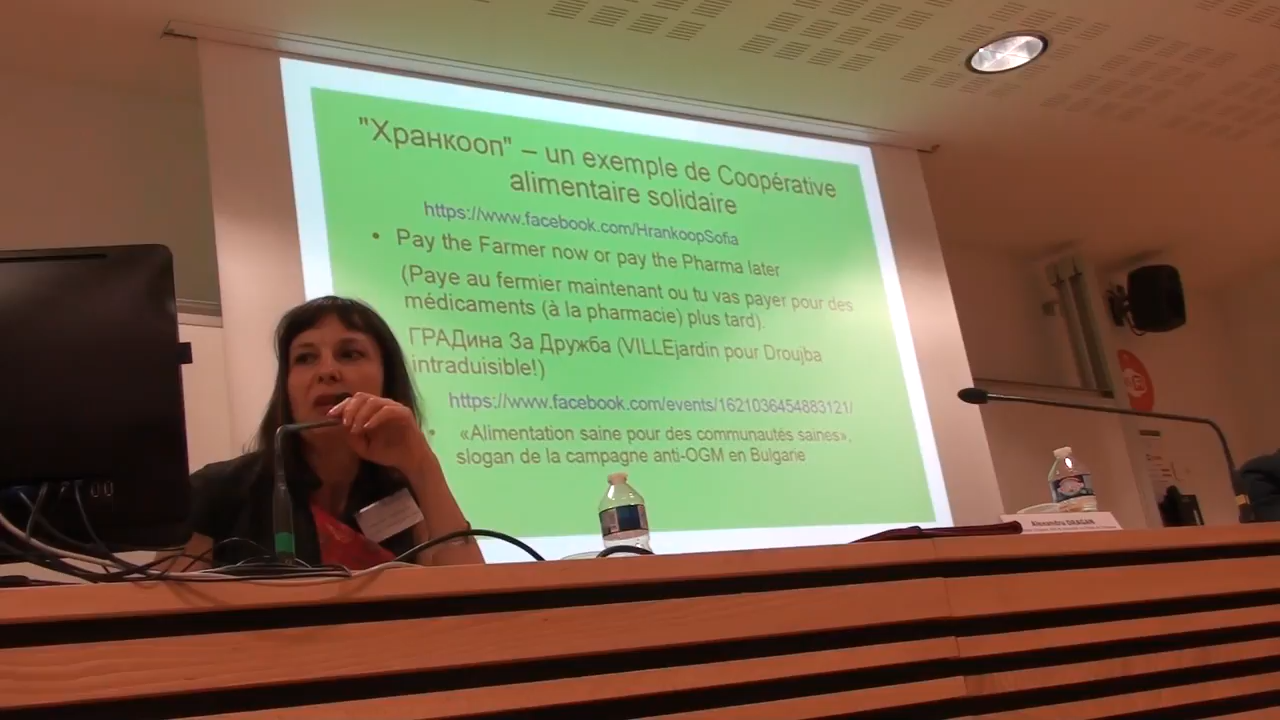 "Хранкооп" – un exemple de Coopérative
alimentaire solidaire
https://www.facebook.com/HrankoopSofia
• Pay the Farmer now or pay the Pharma later
(Paye au fermier maintenant ou tu vas payer pour des
médicaments (à la pharmacie) plus tard).
ГРАДина За Дружба (VILLEjardin pour Droujba
intraduisible!)
https://www.facebook.com/events/1621036454883121/
• «Alimentation saine pour des communautés saines»,
slogan de la campagne anti-OGM en Bulgarie
Alexandra DRAGAN